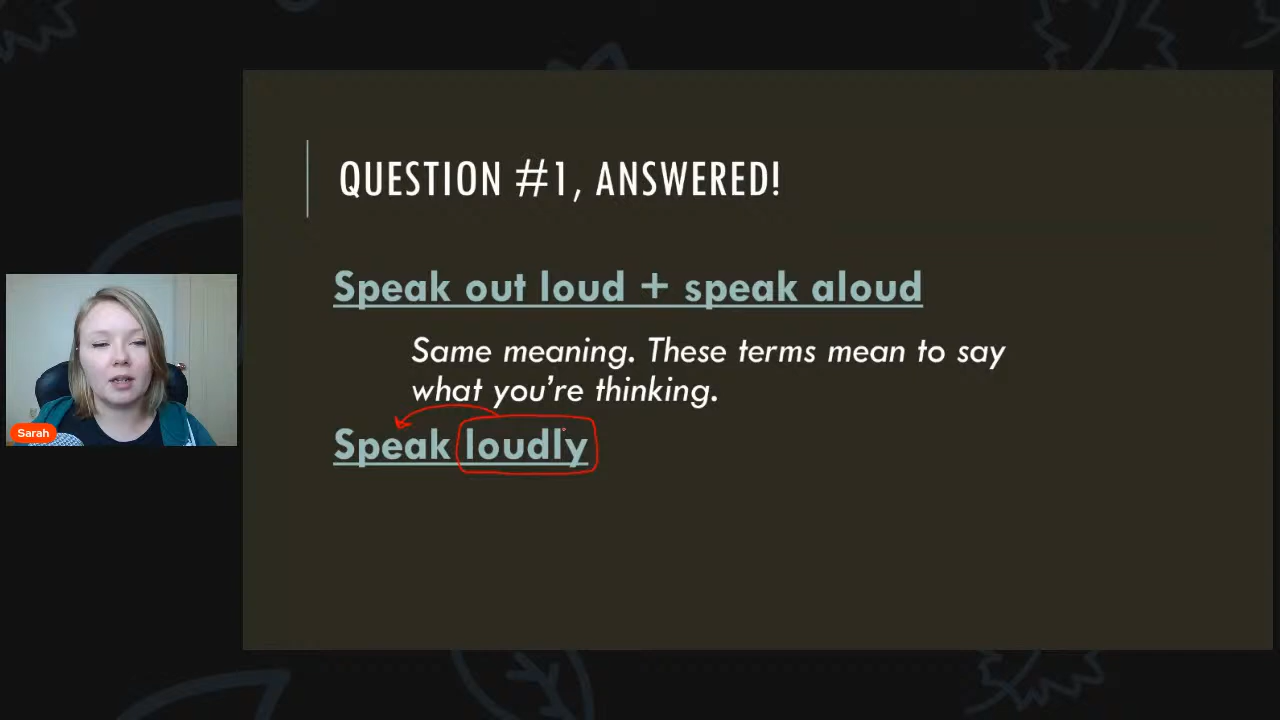 QUESTION #1, ANSWERED!
Speak out loud + speak aloud
Same meaning. These terms mean to say
what you're thinking.
Speak loudly
Sarah